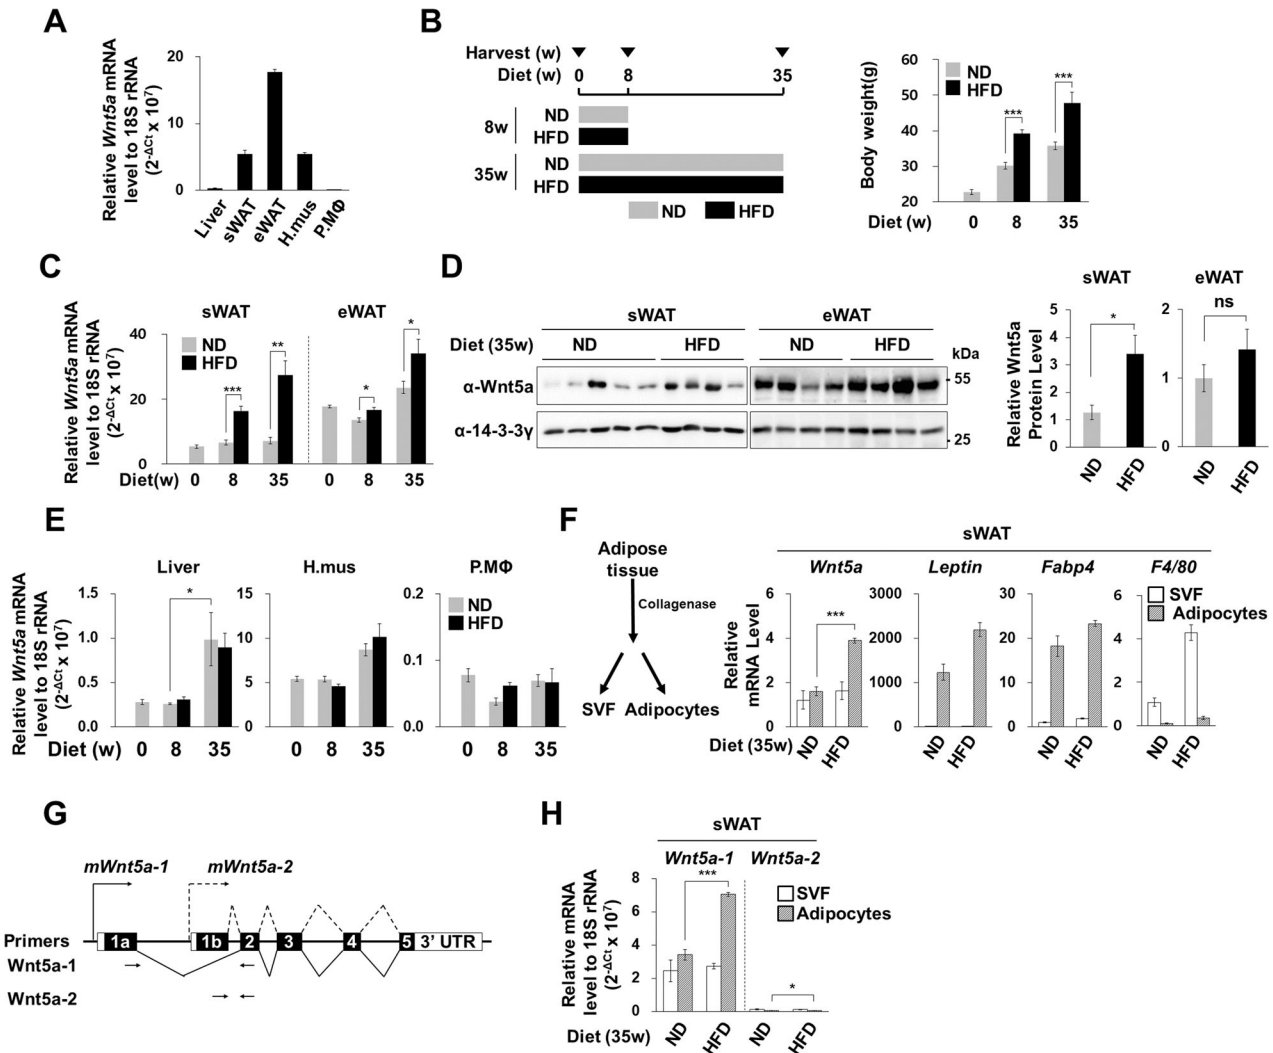 A
Relative Wnt5a mRNA
level to 18S rRNA
(2-ΔCt x 107)
20
10
0
Liver
sWAT
eWAT
H.mus
P.MΦ
B
Harvest (w)
Diet (w) 0 8 35
8w ND
HFD
35w ND
HFD
ND HFD
Body weight(g)
60
50
40
30
20
ND
HFD
***
***
Diet (w) 0 8 35
C
Relative Wnt5a mRNA
level to 18S rRNA
(2-ΔCt x 107)
sWAT eWAT
40
20
0
ND
HFD
***
**
*
*
Diet(w) 0 8 35 0 8 35
D
sWAT eWAT
Diet (35w) ND HFD ND HFD
kDa
α-Wnt5a 55
α-14-3-3γ 25
Relative Wnt5a
Protein Level
sWAT
5
4
3
2
1
0
*
ND HFD
eWAT
2
1
0
ns
ND HFD
E
Relative Wnt5a mRNA
level to 18S rRNA
(2-ΔCt x 107)
Liver
1.5
1.0
0.5
0.0
*
H.mus
15
10
5
0
P.MΦ
0.2
0.1
0.0
ND
HFD
Diet (w) 0 8 35 0 8 35 0 8 35
F
Adipose
tissue
Collagenase
SVF Adipocytes
sWAT
Relative
mRNA Level
Wnt5a
6
4
2
0
***
Leptin
3000
2000
1000
0
Fabp4
30
20
10
0
F4/80
6
4
2
0
SVF
Adipocytes
Diet (35w) ND HFD ND HFD ND HFD ND HFD
G
mWnt5a-1 mWnt5a-2
Primers 1a 1b 2 3 4 5 3’ UTR
Wnt5a-1
Wnt5a-2
H
sWAT
Wnt5a-1 Wnt5a-2
Relative mRNA
level to 18S rRNA
(2-ΔCt x 107)
8
6
4
2
0
***
*
SVF
Adipocytes
Diet (35w) ND HFD ND HFD